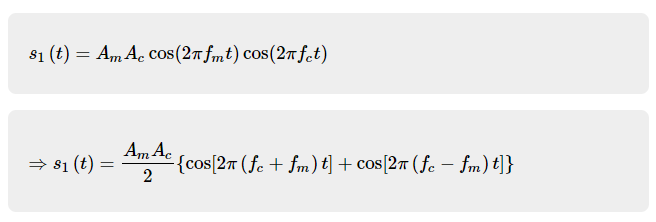 s₁ (t) = AₘA꜀ cos(2πfₘt) cos(2πf꜀t)
⇒ s₁ (t) = AₘA꜀/2 {cos[2π (f꜀ + fₘ) t] + cos[2π (f꜀ − fₘ) t]}